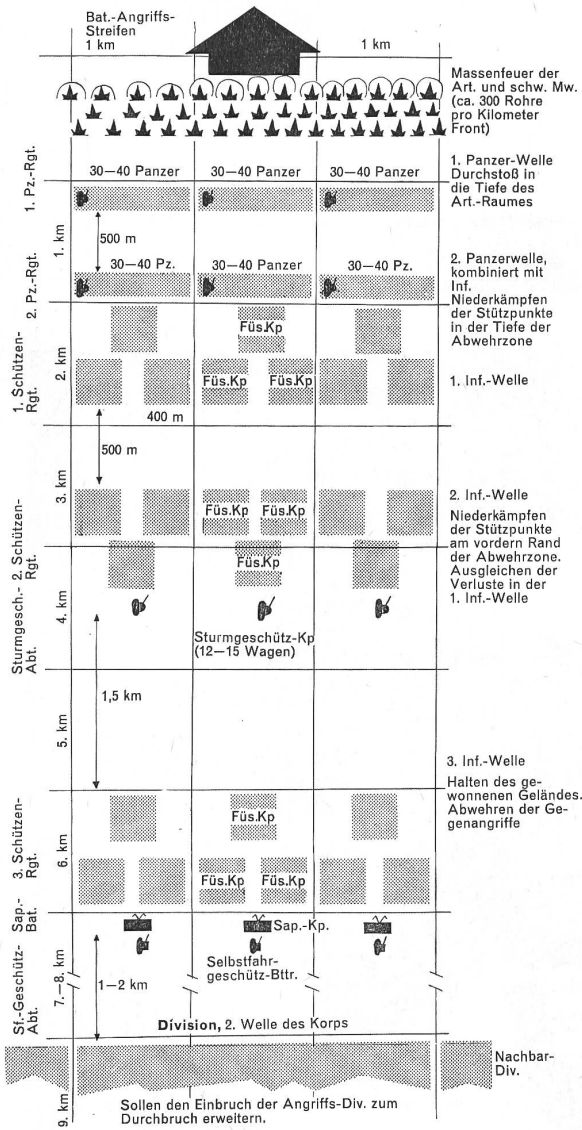 Bat.-Angriffs-
Streifen
1 km
1 km
Massenfeuer der
Art. und schw. Mw.
(ca. 300 Rohre
pro Kilometer
Front)
1. Pz.-Rgt.
30—40 Panzer
30—40 Panzer
30—40 Panzer
1. Panzer-Welle
Durchstoß in
die Tiefe des
Art.-Raumes
1. km
500 m
2. Pz.-Rgt.
30—40 Pz.
30—40 Panzer
30—40 Pz.
2. Panzerwelle,
kombiniert mit
Inf.
Niederkämpfen
der Stützpunkte
in der Tiefe der
Abwehrzone
1. Schützen-
Rgt.
2. km
Füs.Kp
Füs.Kp
Füs.Kp
1. Inf.-Welle
400 m
500 m
3. km
2. Schützen-
Rgt.
Füs.Kp
Füs.Kp
Füs.Kp
2. Inf.-Welle
Niederkämpfen
der Stützpunkte
am vordern Rand
der Abwehrzone.
Ausgleichen der
Verluste in der
1. Inf.-Welle
Sturmgesch.-
Abt.
4. km
Sturmgeschütz-Kp
(12—15 Wagen)
1,5 km
5. km
3. Inf.-Welle
Halten des ge-
wonnenen Geländes.
Abwehren der Ge-
genangriffe
3. Schützen-
Rgt.
6. km
Füs.Kp
Füs.Kp
Füs.Kp
Sap.-
Bat.
Sap.-Kp.
Sf.-Geschütz-
Abt.
7.—8. km
Selbstfahr-
geschütz-Bttr.
1—2 km
Division, 2. Welle des Korps
Nachbar-
Div.
9. km
Sollen den Einbruch der Angriffs-Div. zum
Durchbruch erweitern.